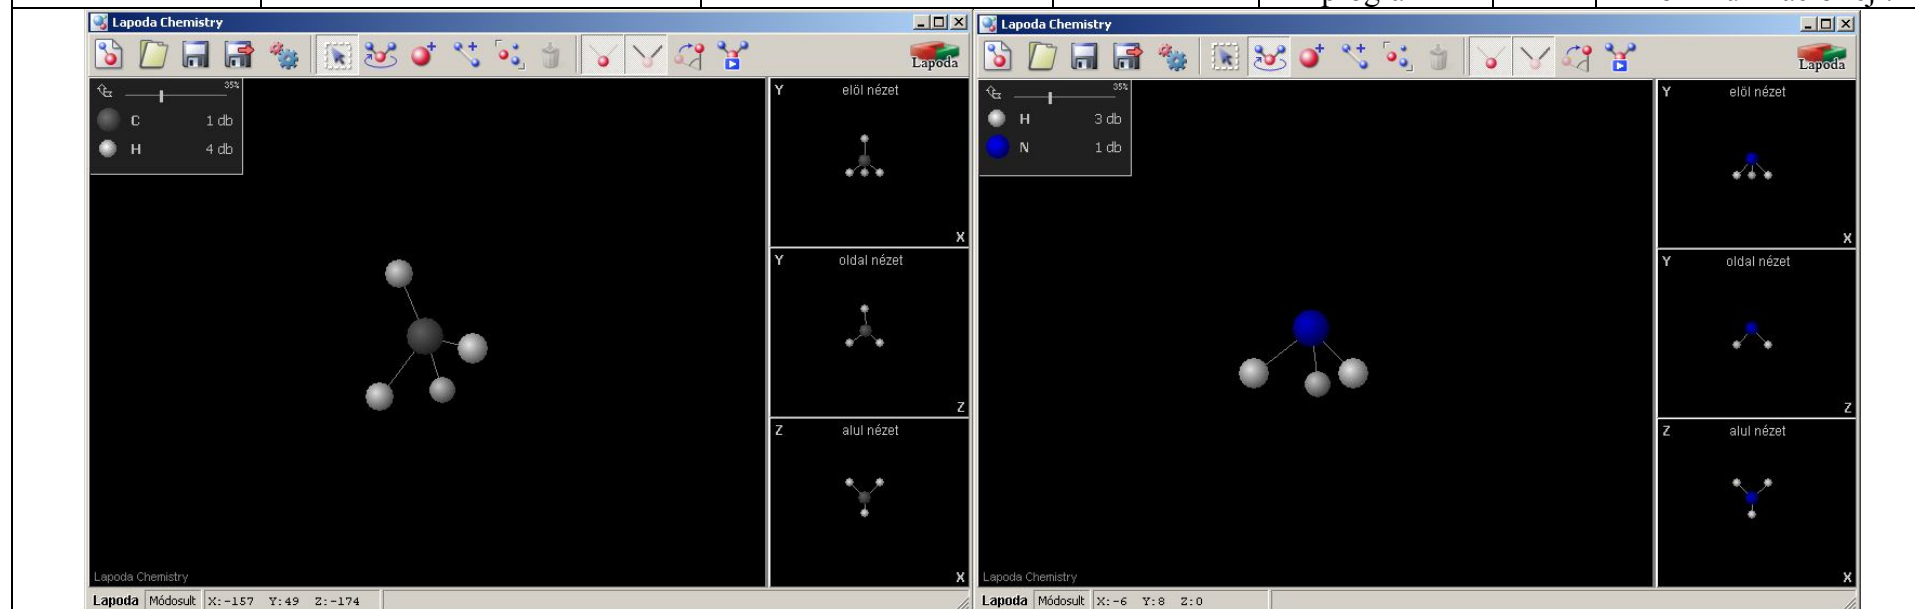 Lapoda Chemistry
Lapoda
35%
C 1 db
H 4 db
Y elöl nézet
X
Y oldal nézet
Z
Z alul nézet
X
Lapoda Chemistry
Lapoda Módosult X:-157 Y:49 Z:-174
Lapoda Chemistry
Lapoda
35%
H 3 db
N 1 db
Y elöl nézet
X
Y oldal nézet
Z
Z alul nézet
X
Lapoda Chemistry
Lapoda Módosult X:-6 Y:8 Z:0